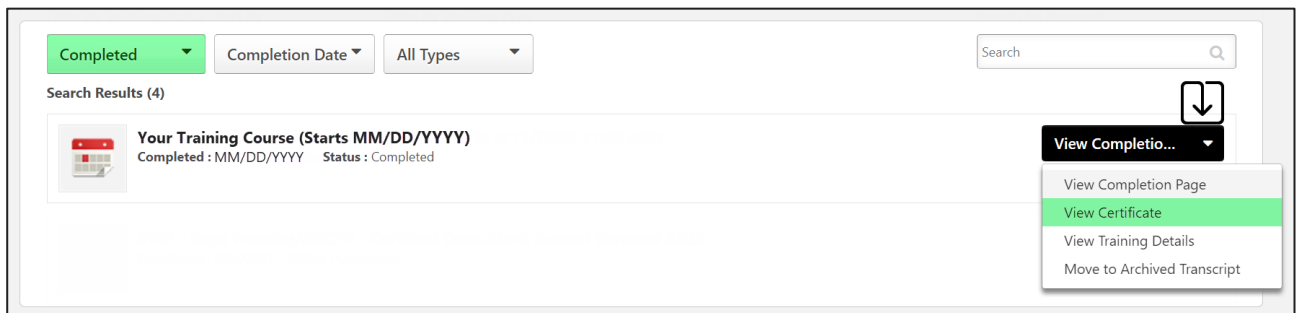 Completed
Completion Date
All Types
Search
Search Results (4)
Your Training Course (Starts MM/DD/YYYY)
Completed : MM/DD/YYYY Status : Completed
View Completio...
View Completion Page
View Certificate
View Training Details
Move to Archived Transcript